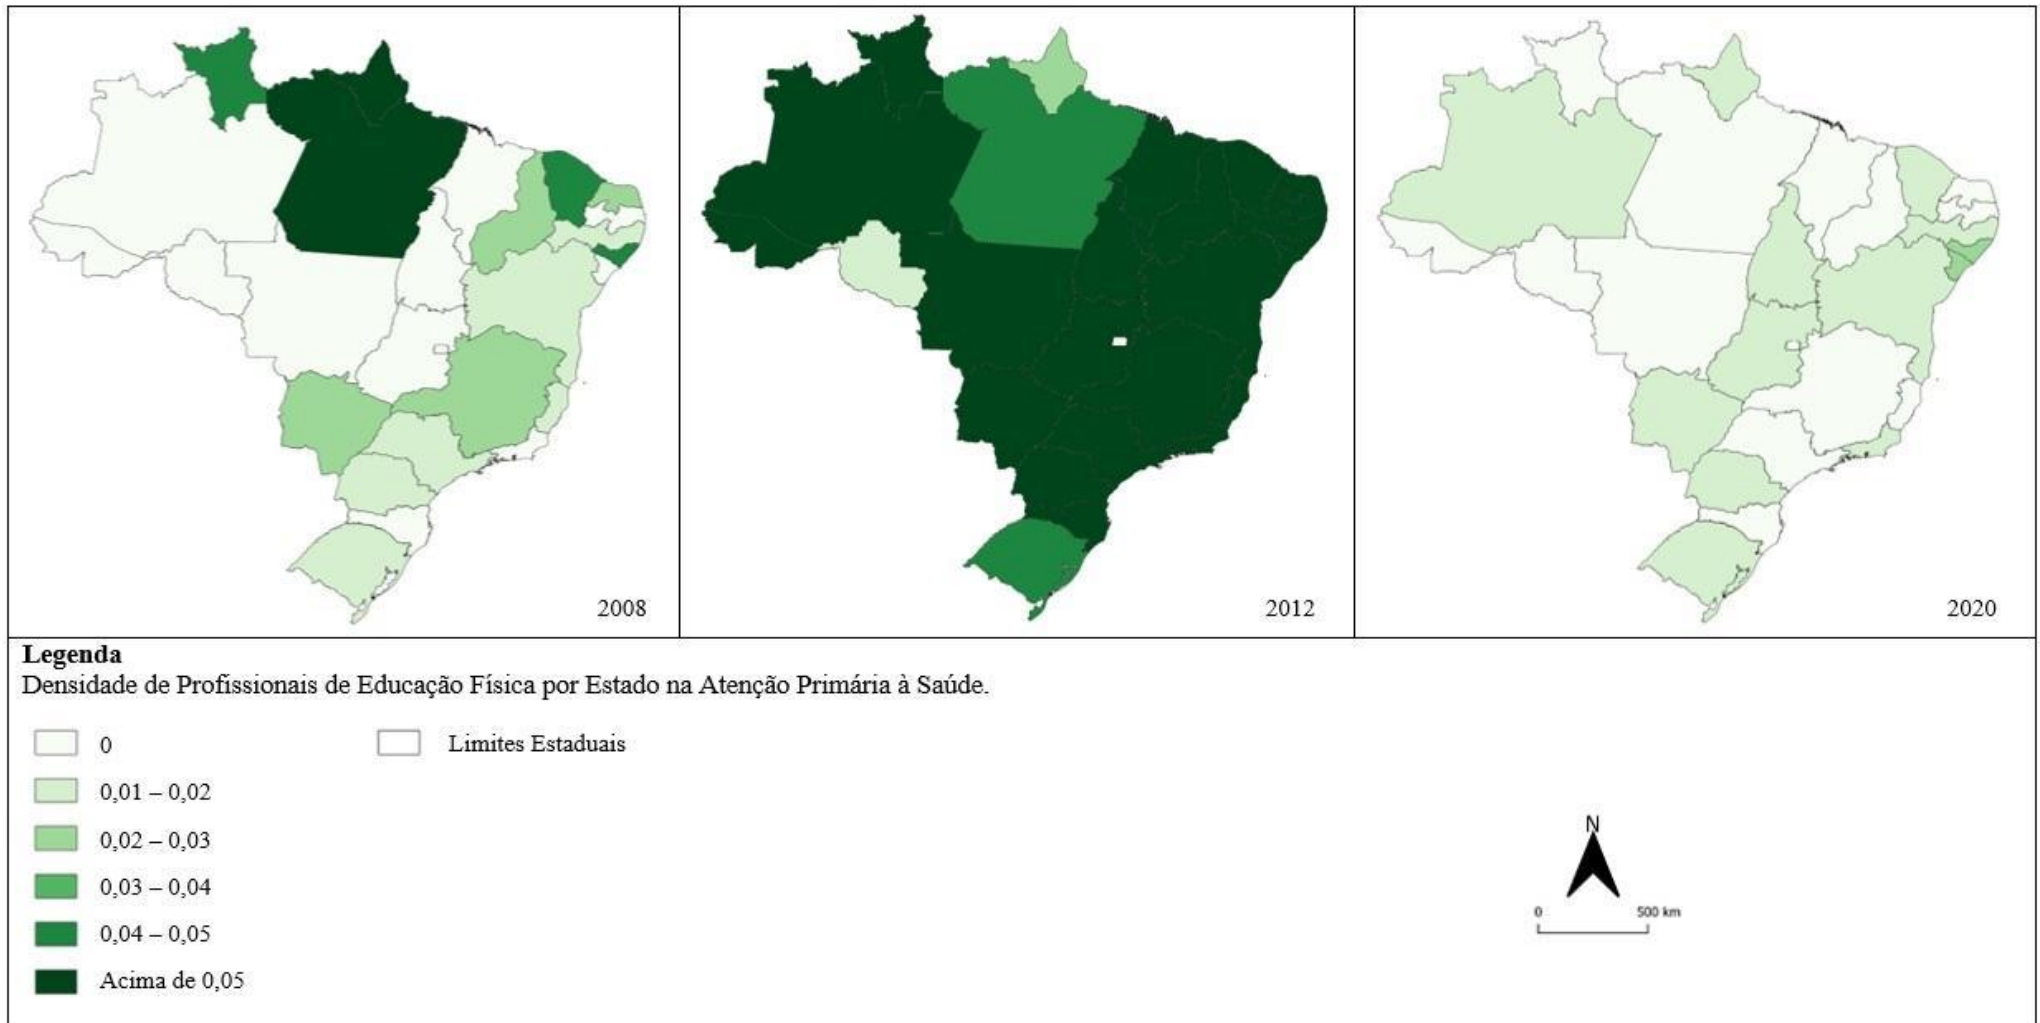 2008
2012
2020
Legenda
Densidade de Profissionais de Educação Física por Estado na Atenção Primária à Saúde.
0
Limites Estaduais
0,01 – 0,02
0,02 – 0,03
0,03 – 0,04
0,04 – 0,05
Acima de 0,05
N
0 500 km